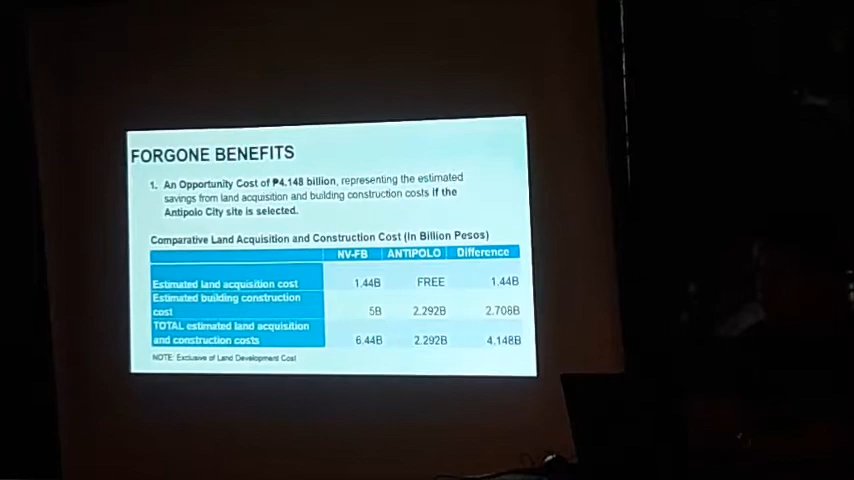 FORGONE BENEFITS
1. An Opportunity Cost of ₱4.148 billion, representing the estimated
savings from land acquisition and building construction costs if the
Antipolo City site is selected.
Comparative Land Acquisition and Construction Cost (In Billion Pesos)
NV-FB ANTIPOLO Difference
Estimated land acquisition cost 1.44B FREE 1.44B
Estimated building construction
cost 5B 2.292B 2.708B
TOTAL estimated land acquisition
and construction costs 6.44B 2.292B 4.148B
NOTE: Exclusive of Land Development Cost